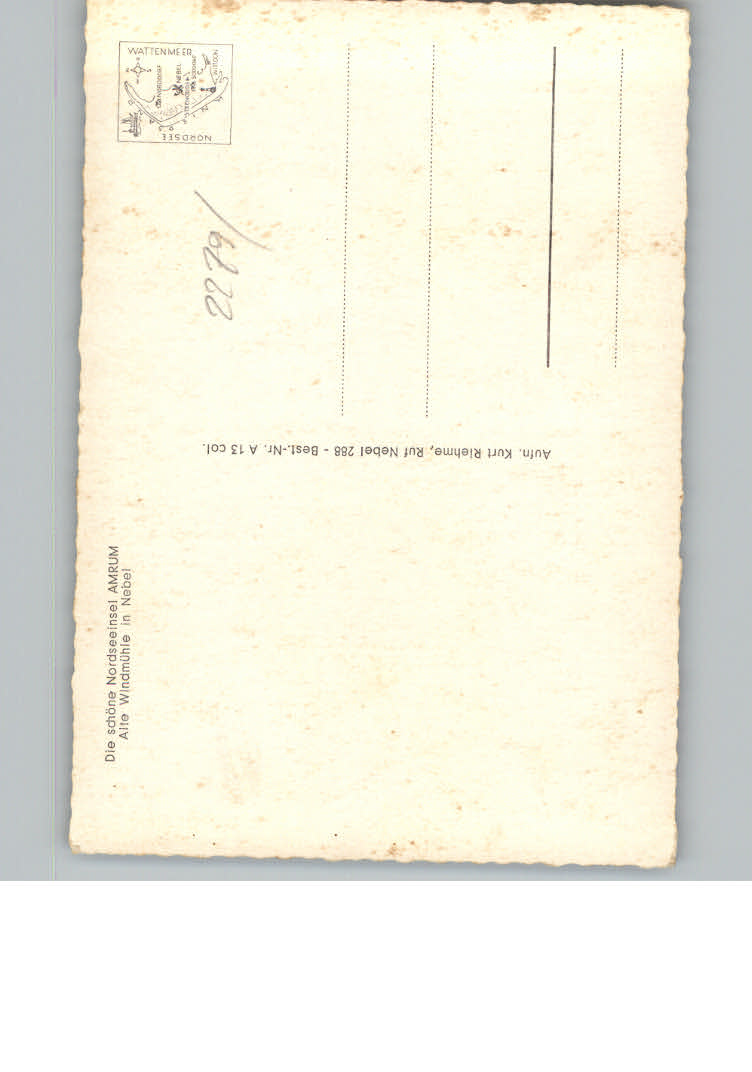 Die schöne Nordseeinsel AMRUM
Alte Windmühle in Nebel
Aufn. Kurt Riehme, Ruf Nebel 288 - Best.-Nr. A 13 col.
2279/
WATTENMEER
NEBEL
NORDSEE